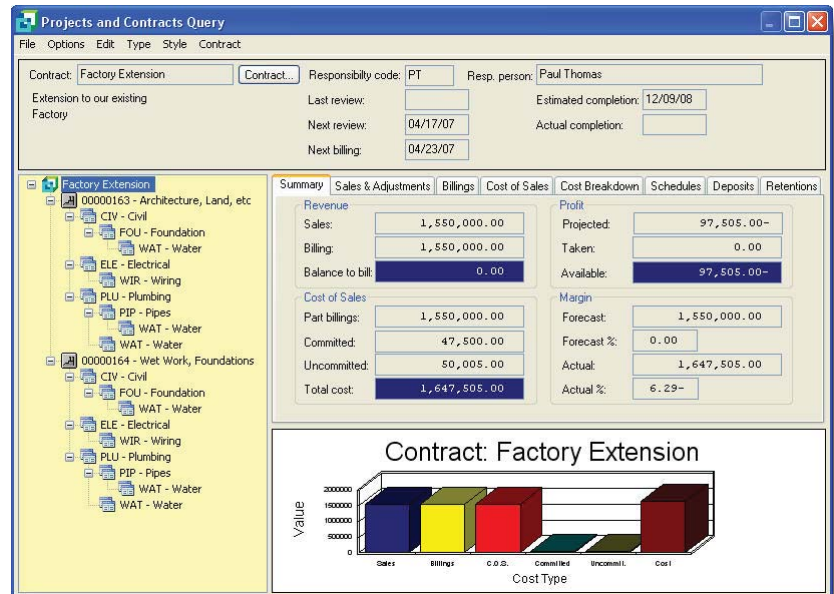 Projects and Contracts Query
File Options Edit Type Style Contract
Contract: Factory Extension Contract... Responsibilty code: PT Resp. person: Paul Thomas
Extension to our existing
Factory
Last review: Estimated completion: 12/09/08
Next review: 04/17/07 Actual completion:
Next billing: 04/23/07
Factory Extension
00000163 - Architecture, Land, etc
CIV - Civil
FOU - Foundation
WAT - Water
ELE - Electrical
WIR - Wiring
PLU - Plumbing
PIP - Pipes
WAT - Water
WAT - Water
00000164 - Wet Work, Foundations
CIV - Civil
FOU - Foundation
WAT - Water
ELE - Electrical
WIR - Wiring
PLU - Plumbing
PIP - Pipes
WAT - Water
WAT - Water
Summary Sales & Adjustments Billings Cost of Sales Cost Breakdown Schedules Deposits Retentions
Revenue
Sales: 1,550,000.00
Billing: 1,550,000.00
Balance to bill: 0.00
Profit
Projected: 97,505.00-
Taken: 0.00
Available: 97,505.00-
Cost of Sales
Part billings: 1,550,000.00
Committed: 47,500.00
Uncommitted: 50,005.00
Total cost: 1,647,505.00
Margin
Forecast: 1,550,000.00
Forecast %: 0.00
Actual: 1,647,505.00
Actual %: 6.29-
Contract: Factory Extension
Value
2000000
1500000
1000000
500000
0
Sales Billings C.O.S. Committed Uncommit. Cost
Cost Type